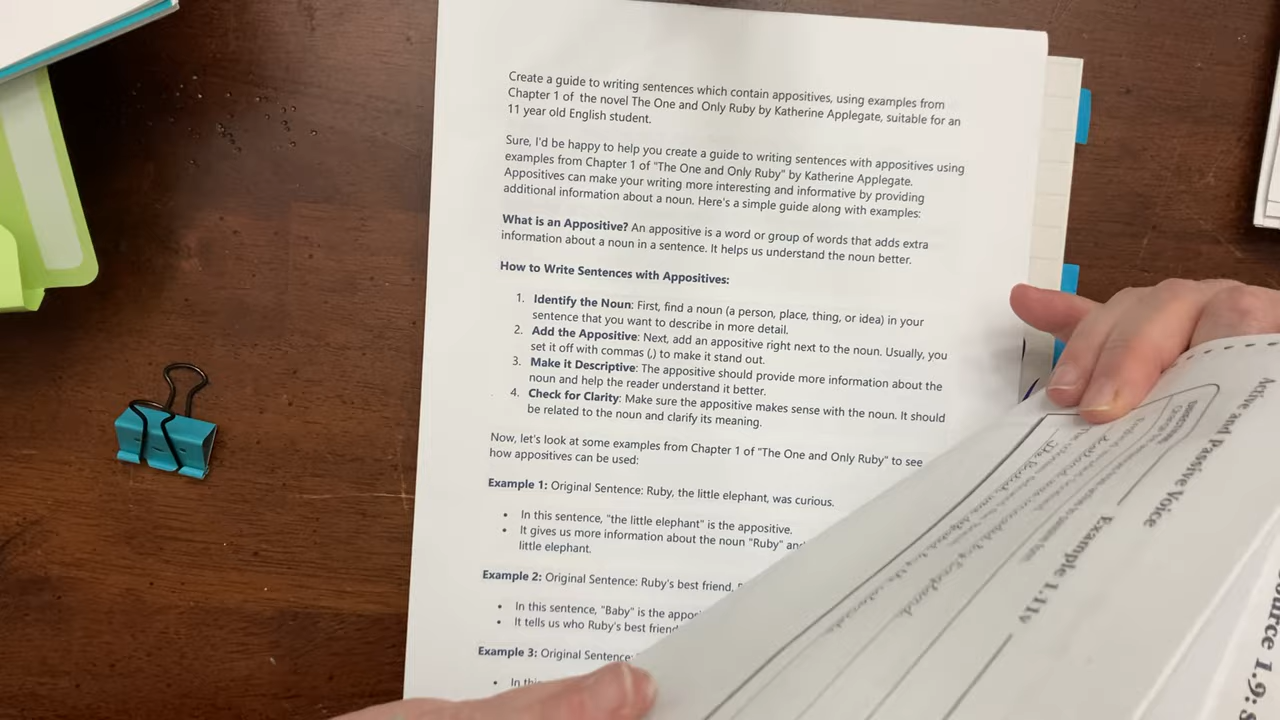 Create a guide to writing sentences which contain appositives, using examples from
Chapter 1 of the novel The One and Only Ruby by Katherine Applegate, suitable for an
11 year old English student.
Sure, I'd be happy to help you create a guide to writing sentences with appositives using
examples from Chapter 1 of "The One and Only Ruby" by Katherine Applegate.
Appositives can make your writing more interesting and informative by providing
additional information about a noun. Here's a simple guide along with examples:
What is an Appositive? An appositive is a word or group of words that adds extra
information about a noun in a sentence. It helps us understand the noun better.
How to Write Sentences with Appositives:
1. Identify the Noun: First, find a noun (a person, place, thing, or idea) in your
sentence that you want to describe in more detail.
2. Add the Appositive: Next, add an appositive right next to the noun. Usually, you
set it off with commas (,) to make it stand out.
3. Make it Descriptive: The appositive should provide more information about the
noun and help the reader understand it better.
4. Check for Clarity: Make sure the appositive makes sense with the noun. It should
be related to the noun and clarify its meaning.
Now, let's look at some examples from Chapter 1 of "The One and Only Ruby" to see
how appositives can be used:
Example 1: Original Sentence: Ruby, the little elephant, was curious.
• In this sentence, "the little elephant" is the appositive.
• It gives us more information about the noun "Ruby" and
little elephant.
Example 2: Original Sentence: Ruby's best friend,
• In this sentence, "Baby" is the appos
• It tells us who Ruby's best friend
Example 3: Original Sentence:
• In this
Active and Passive Voice
Example 1.11v
ource 1.9: S